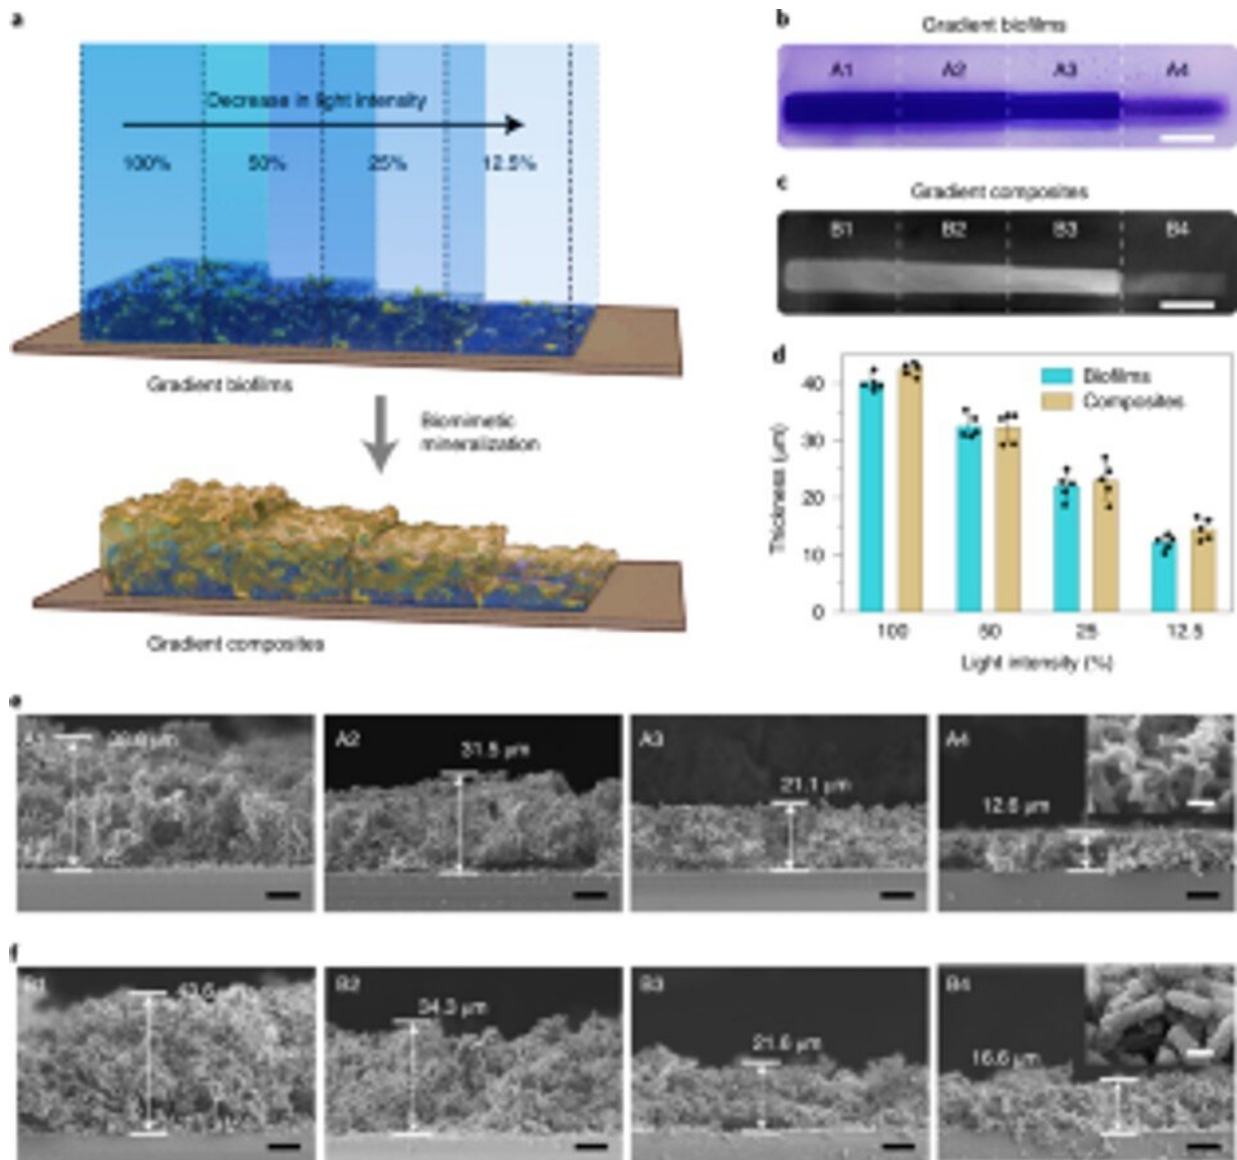 a
Decrease in light intensity
100%
50%
25%
12.5%
Gradient biofilms
Biomimetic
mineralization
Gradient composites
b
Gradient biofilms
A1
A2
A3
A4
c
Gradient composites
B1
B2
B3
B4
d
Biofilms
Composites
Thickness (μm)
40
30
20
10
0
100
50
25
12.5
Light intensity (%)
e
A1
A2
31.5 μm
A3
21.1 μm
A4
12.6 μm
f
B1
43.6 μm
B2
34.3 μm
B3
21.6 μm
B4
16.6 μm